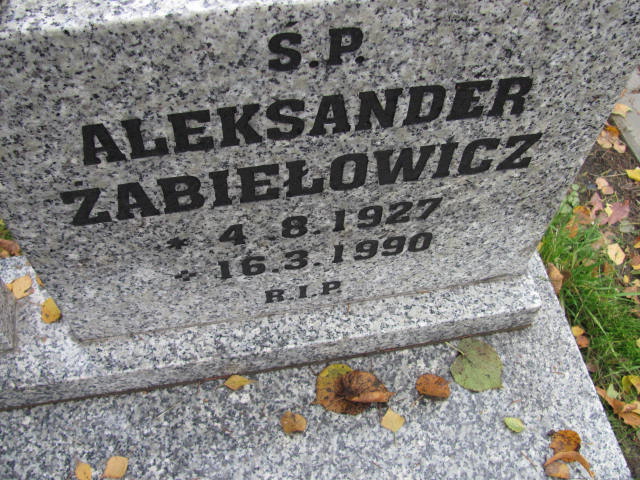 Ś.P.
ALEKSANDER
ZABIEŁOWICZ
* 4.8.1927
+ 16.3.1990
R.I.P